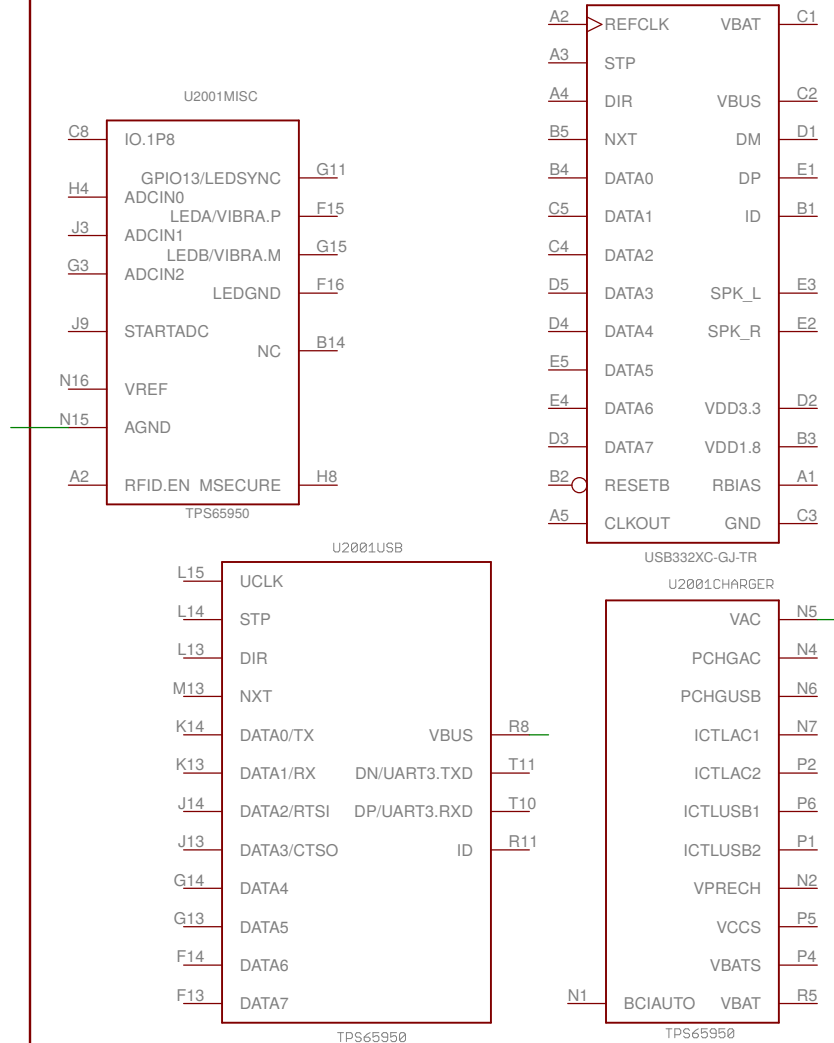 U2001MISC
C8 IO.1P8
GPIO13/LEDSYNC G11
H4 ADCIN0
LEDA/VIBRA.P F15
J3 ADCIN1
LEDB/VIBRA.M G15
G3 ADCIN2
LEDGND F16
J9 STARTADC
NC B14
N16 VREF
N15 AGND
A2 RFID.EN MSECURE H8
TPS65950
A2 REFCLK VBAT C1
A3 STP
A4 DIR VBUS C2
B5 NXT DM D1
B4 DATA0 DP E1
C5 DATA1 ID B1
C4 DATA2
D5 DATA3 SPK_L E3
D4 DATA4 SPK_R E2
E5 DATA5
E4 DATA6 VDD3.3 D2
D3 DATA7 VDD1.8 B3
B2 RESETB RBIAS A1
A5 CLKOUT GND C3
USB332XC-GJ-TR
U2001USB
L15 UCLK
L14 STP
L13 DIR
M13 NXT
K14 DATA0/TX VBUS R8
K13 DATA1/RX DN/UART3.TXD T11
J14 DATA2/RTSI DP/UART3.RXD T10
J13 DATA3/CTSO ID R11
G14 DATA4
G13 DATA5
F14 DATA6
F13 DATA7
TPS65950
U2001CHARGER
VAC N5
PCHGAC N4
PCHGUSB N6
ICTLAC1 N7
ICTLAC2 P2
ICTLUSB1 P6
ICTLUSB2 P1
VPRECH N2
VCCS P5
VBATS P4
N1 BCIAUTO VBAT R5
TPS65950